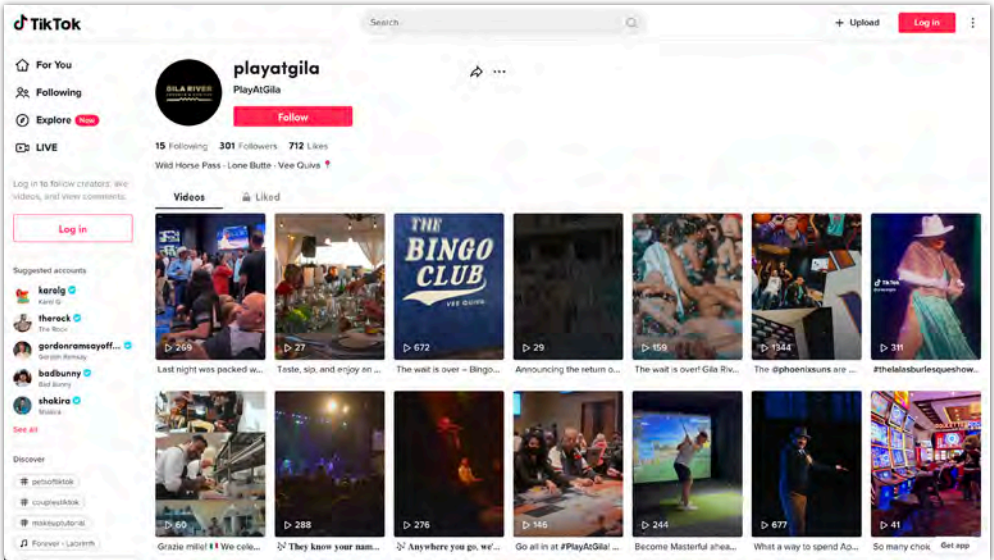 TikTok
Search
+ Upload
Log in
For You
Following
Explore New
LIVE
Log in to follow creators, like
videos, and view comments.
Log in
Suggested accounts
karolg
Karol G
therock
The Rock
gordonramsayoff...
Gordon Ramsay
badbunny
Bad Bunny
shakira
Shakira
See all
Discover
# petsoftiktok
# couplestiktok
# makeuptutorial
GILA RIVER
playatgila
PlayAtGila
Follow
15 Following 301 Followers 712 Likes
Wild Horse Pass - Lone Butte - Vee Quiva
Videos
Liked
THE
BINGO
CLUB
VEE QUIVA
TikTok
269
27
672
29
159
1344
311
Last night was packed w...
Taste, sip, and enjoy an ...
The wait is over – Bingo...
Announcing the return o...
The wait is over! Gila Riv...
The @phoenixsuns are ...
#thelalasburlesqueshow...
ROULETTE
60
288
276
146
244
677
41
Grazie mille! We cele...
They know your nam...
Anywhere you go, we'...
Go all in at #PlayAtGila! ...
Become Masterful ahea...
What a way to spend Ap...
So many choic
Get app